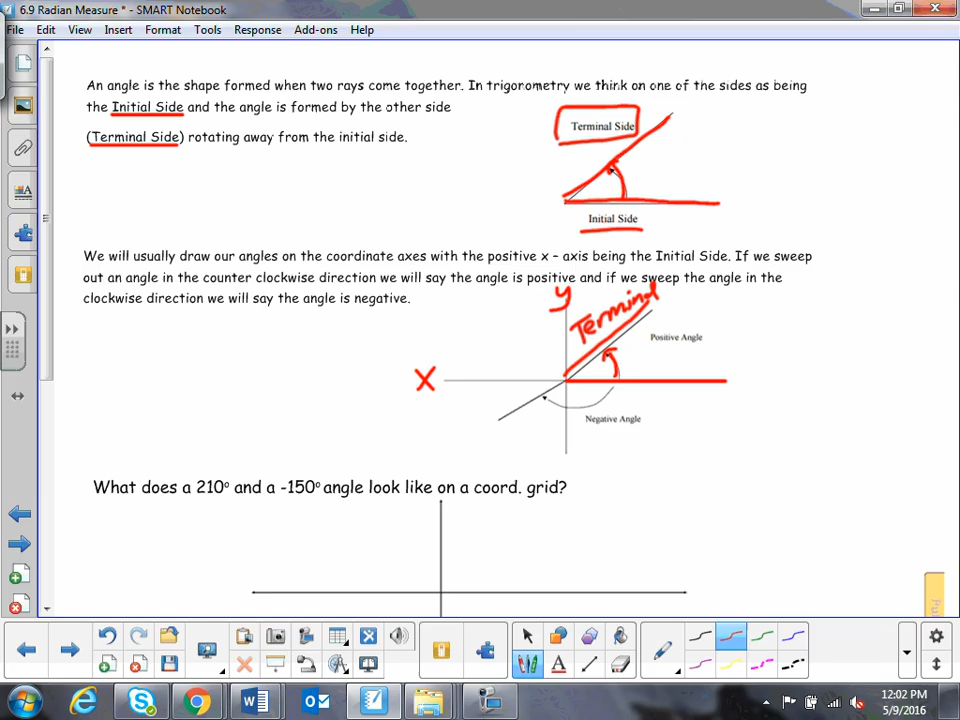 6.9 Radian Measure * - SMART Notebook
File Edit View Insert Format Tools Response Add-ons Help
An angle is the shape formed when two rays come together. In trigonometry we think on one of the sides as being
the Initial Side and the angle is formed by the other side
(Terminal Side) rotating away from the initial side.
Terminal Side
Initial Side
We will usually draw our angles on the coordinate axes with the positive x – axis being the Initial Side. If we sweep
out an angle in the counter clockwise direction we will say the angle is positive and if we sweep the angle in the
clockwise direction we will say the angle is negative.
y
Terminal
Positive Angle
X
Negative Angle
What does a 210° and a -150° angle look like on a coord. grid?
Pu
12:02 PM
5/9/2016